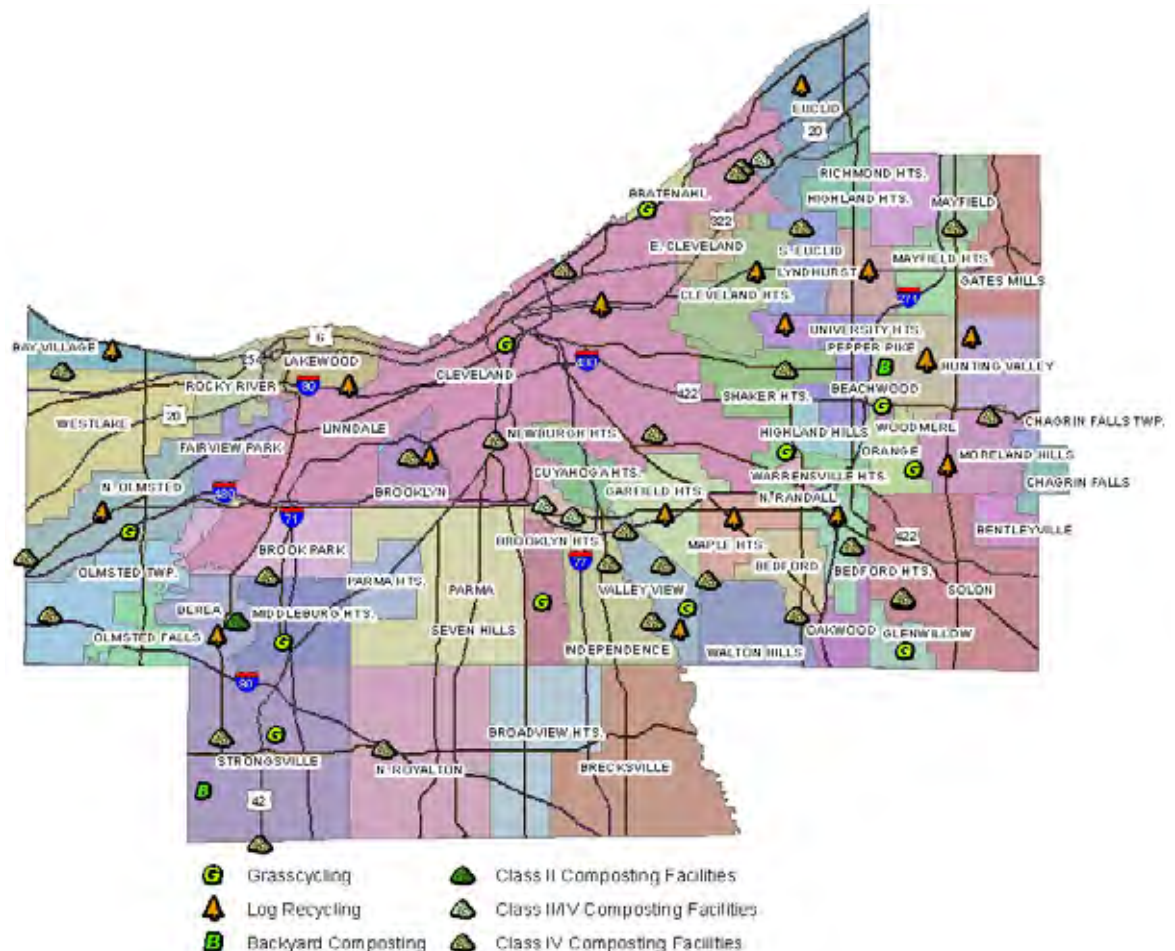 EUCLID
20
RICHMOND HTS.
BRATENAHL
HIGHLAND HTS.
MAYFIELD
322
E. CLEVELAND
S. EUCLID
MAYFIELD HTS.
LYNDHURST
GATES MILLS
CLEVELAND HTS.
271
UNIVERSITY HTS.
6
BAY VILLAGE
LAKEWOOD
PEPPER PIKE
254
CLEVELAND
HUNTING VALLEY
ROCKY RIVER
90
BEACHWOOD
422
SHAKER HTS.
20
WESTLAKE
WOODMERE
CHAGRIN FALLS TWP.
LINNDALE
FAIRVIEW PARK
NEWBURGH HTS.
HIGHLAND HILLS
ORANGE
MORELAND HILLS
CUYAHOGA HTS.
WARRENSVILLE HTS.
N. OLMSTED
CHAGRIN FALLS
480
BROOKLYN
GARFIELD HTS.
N. RANDALL
71
BENTLEYVILLE
422
BROOK PARK
BROOKLYN HTS.
MAPLE HTS.
77
BEDFORD
BEDFORD HTS.
OLMSTED TWP.
PARMA HTS.
PARMA
VALLEY VIEW
SOLON
BEREA
MIDDLEBURG HTS.
SEVEN HILLS
OAKWOOD
GLENWILLOW
OLMSTED FALLS
INDEPENDENCE
WALTON HILLS
80
BROADVIEW HTS.
STRONGSVILLE
N. ROYALTON
BRECKSVILLE
42
G Grasscycling
Log Recycling
B Backyard Composting
Class II Composting Facilities
Class II/IV Composting Facilities
Class IV Composting Facilities